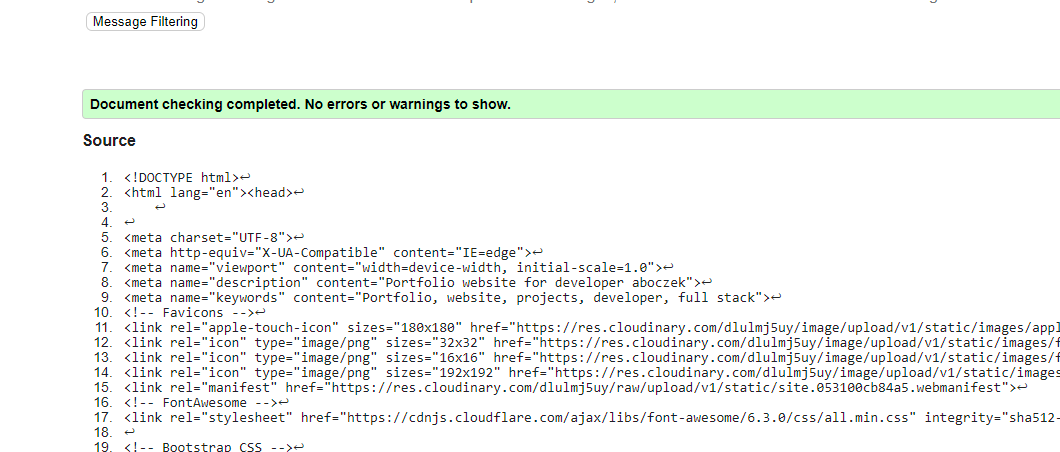 Message Filtering
Document checking completed. No errors or warnings to show.
Source
1. <!DOCTYPE html>↩
2. <html lang="en"><head>↩
3. ↩
4. ↩
5. <meta charset="UTF-8">↩
6. <meta http-equiv="X-UA-Compatible" content="IE=edge">↩
7. <meta name="viewport" content="width=device-width, initial-scale=1.0">↩
8. <meta name="description" content="Portfolio website for developer aboczek">↩
9. <meta name="keywords" content="Portfolio, website, projects, developer, full stack">↩
10. <!-- Favicons -->↩
11. <link rel="apple-touch-icon" sizes="180x180" href="https://res.cloudinary.com/dlulmj5uy/image/upload/v1/static/images/appl
12. <link rel="icon" type="image/png" sizes="32x32" href="https://res.cloudinary.com/dlulmj5uy/image/upload/v1/static/images/f
13. <link rel="icon" type="image/png" sizes="16x16" href="https://res.cloudinary.com/dlulmj5uy/image/upload/v1/static/images/f
14. <link rel="icon" type="image/png" sizes="192x192" href="https://res.cloudinary.com/dlulmj5uy/image/upload/v1/static/images
15. <link rel="manifest" href="https://res.cloudinary.com/dlulmj5uy/raw/upload/v1/static/site.053100cb84a5.webmanifest">↩
16. <!-- FontAwesome -->↩
17. <link rel="stylesheet" href="https://cdnjs.cloudflare.com/ajax/libs/font-awesome/6.3.0/css/all.min.css" integrity="sha512-
18. ↩
19. <!-- Bootstrap CSS -->↩